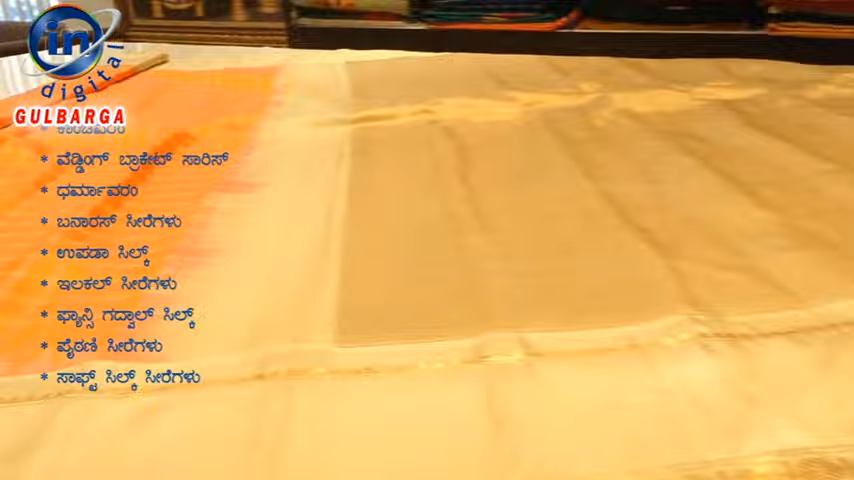 in
digital
GULBARGA
* ಕಾಂಚಿಪುರಂ
* ವೆಡ್ಡಿಂಗ್ ಬ್ರಾಕೇಟ್ ಸಾರಿಸ್
* ಧರ್ಮಾವರಂ
* ಬನಾರಸ್ ಸೀರೆಗಳು
* ಉಪಡಾ ಸಿಲ್ಕ್
* ಇಲಕಲ್ ಸೀರೆಗಳು
* ಫ್ಯಾನ್ಸಿ ಗದ್ವಾಲ್ ಸಿಲ್ಕ್
* ಪೈಠಣಿ ಸೀರೆಗಳು
* ಸಾಫ್ಟ್ ಸಿಲ್ಕ್ ಸೀರೆಗಳು